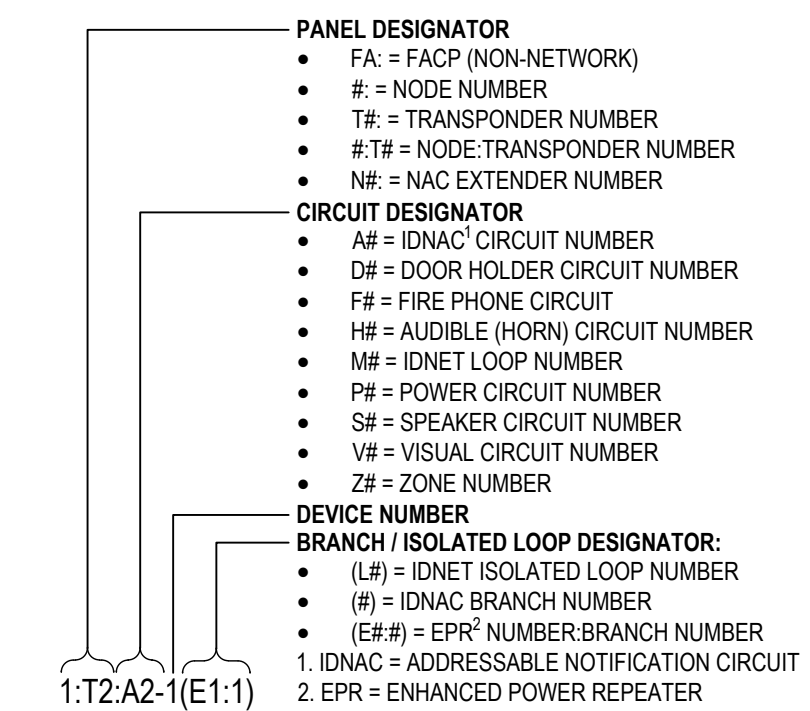 PANEL DESIGNATOR
• FA: = FACP (NON-NETWORK)
• #: = NODE NUMBER
• T#: = TRANSPONDER NUMBER
• #:T# = NODE:TRANSPONDER NUMBER
• N#: = NAC EXTENDER NUMBER
CIRCUIT DESIGNATOR
• A# = IDNAC¹ CIRCUIT NUMBER
• D# = DOOR HOLDER CIRCUIT NUMBER
• F# = FIRE PHONE CIRCUIT
• H# = AUDIBLE (HORN) CIRCUIT NUMBER
• M# = IDNET LOOP NUMBER
• P# = POWER CIRCUIT NUMBER
• S# = SPEAKER CIRCUIT NUMBER
• V# = VISUAL CIRCUIT NUMBER
• Z# = ZONE NUMBER
DEVICE NUMBER
BRANCH / ISOLATED LOOP DESIGNATOR:
• (L#) = IDNET ISOLATED LOOP NUMBER
• (#) = IDNAC BRANCH NUMBER
• (E#:#) = EPR² NUMBER:BRANCH NUMBER
1. IDNAC = ADDRESSABLE NOTIFICATION CIRCUIT
2. EPR = ENHANCED POWER REPEATER
1:T2:A2-1(E1:1)